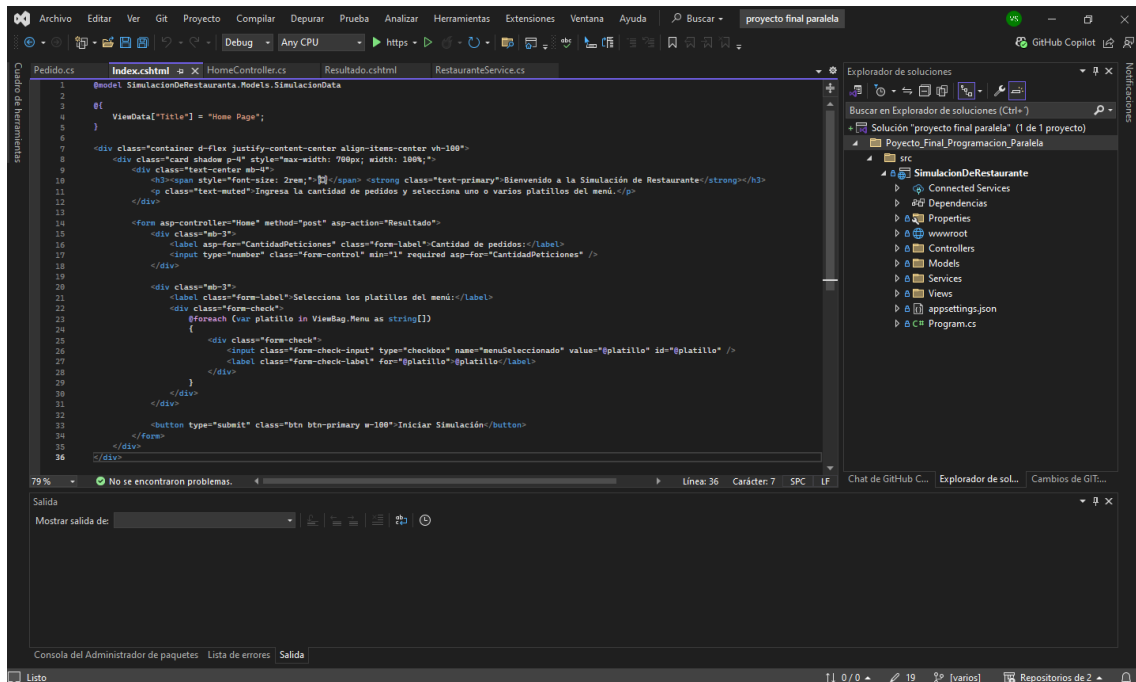 Archivo Editar Ver Git Proyecto Compilar Depurar Prueba Analizar Herramientas Extensiones Ventana Ayuda Buscar proyecto final paralela VS
Debug Any CPU https GitHub Copilot
Cuadro de herramientas
Pedido.cs Index.cshtml HomeController.cs Resultado.cshtml RestauranteService.cs
1 @model SimulacionDeRestauranta.Models.SimulacionData
2
3 @{
4 ViewData["Title"] = "Home Page";
5 }
6
7 <div class="container d-flex justify-content-center align-items-center vh-100">
8 <div class="card shadow p-4" style="max-width: 700px; width: 100%;">
9 <div class="text-center mb-4">
10 <h3><span style="font-size: 2rem;">🍽</span> <strong class="text-primary">Bienvenido a la Simulación de Restaurante</strong></h3>
11 <p class="text-muted">Ingresa la cantidad de pedidos y selecciona uno o varios platillos del menú.</p>
12 </div>
13
14 <form asp-controller="Home" method="post" asp-action="Resultado">
15 <div class="mb-3">
16 <label asp-for="CantidadPeticiones" class="form-label">Cantidad de pedidos:</label>
17 <input type="number" class="form-control" min="1" required asp-for="CantidadPeticiones" />
18 </div>
19
20 <div class="mb-3">
21 <label class="form-label">Selecciona los platillos del menú:</label>
22 <div class="form-check">
23 @foreach (var platillo in ViewBag.Menu as string[])
24 {
25 <div class="form-check">
26 <input class="form-check-input" type="checkbox" name="menuSeleccionado" value="@platillo" id="@platillo" />
27 <label class="form-check-label" for="@platillo">@platillo</label>
28 </div>
29 }
30 </div>
31 </div>
32
33 <button type="submit" class="btn btn-primary w-100">Iniciar Simulación</button>
34 </form>
35 </div>
36 </div>
79 % No se encontraron problemas. Línea: 36 Carácter: 7 SPC LF
Explorador de soluciones
Buscar en Explorador de soluciones (Ctrl+´)
Solución "proyecto final paralela" (1 de 1 proyecto)
Poyecto_Final_Programacion_Paralela
src
SimulacionDeRestaurante
Connected Services
Dependencias
Properties
wwwroot
Controllers
Models
Services
Views
appsettings.json
C# Program.cs
Chat de GitHub C... Explorador de sol... Cambios de GIT:...
Notificaciones
Salida
Mostrar salida de:
Consola del Administrador de paquetes Lista de errores Salida
Listo 0 / 0 19 [varios] Repositorios de 2